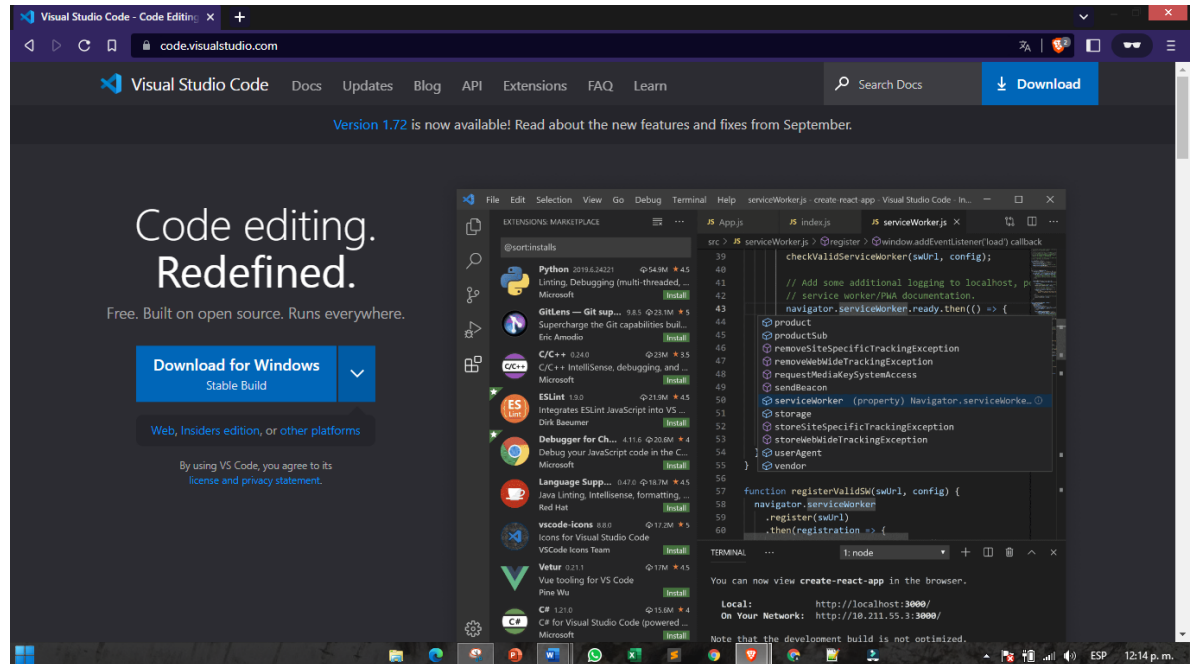 Visual Studio Code - Code Editing
code.visualstudio.com
2
Visual Studio Code Docs Updates Blog API Extensions FAQ Learn Search Docs Download
Version 1.72 is now available! Read about the new features and fixes from September.
Code editing.
Redefined.
Free. Built on open source. Runs everywhere.
Download for Windows
Stable Build
Web, Insiders edition, or other platforms
By using VS Code, you agree to its
license and privacy statement.
File Edit Selection View Go Debug Terminal Help serviceWorker.js - create-react-app - Visual Studio Code - In...
EXTENSIONS: MARKETPLACE
@sort:installs
Python 2019.6.24221 54.9M ★ 4.5
Linting, Debugging (multi-threaded, ...
Microsoft Install
GitLens — Git sup... 9.8.5 23.1M ★ 5
Supercharge the Git capabilities buil...
Eric Amodio Install
C/C++ 0.24.0 23M ★ 3.5
C/C++ IntelliSense, debugging, and ...
Microsoft Install
ESLint 1.9.0 21.9M ★ 4.5
Integrates ESLint JavaScript into VS ...
Dirk Baeumer Install
Debugger for Ch... 4.11.6 20.6M ★ 4
Debug your JavaScript code in the C...
Microsoft Install
Language Supp... 0.47.0 18.7M ★ 4.5
Java Linting, Intellisense, formatting, ...
Red Hat Install
vscode-icons 8.8.0 17.2M ★ 5
Icons for Visual Studio Code
VSCode Icons Team Install
Vetur 0.21.1 17M ★ 4.5
Vue tooling for VS Code
Pine Wu Install
C# 1.21.0 15.6M ★ 4
C# for Visual Studio Code (powered ...
Microsoft Install
JS App.js JS index.js JS serviceWorker.js
src > JS serviceWorker.js > register > window.addEventListener('load') callback
39 checkValidServiceWorker(swUrl, config);
40
41 // Add some additional logging to localhost,
42 // service worker/PWA documentation.
43 navigator.serviceWorker.ready.then(() => {
44 product
45 productSub
46 removeSiteSpecificTrackingException
47 removeWebWideTrackingException
48 requestMediaKeySystemAccess
49 sendBeacon
50 serviceWorker (property) Navigator.serviceWorke...
51 storage
52 storeSiteSpecificTrackingException
53 storeWebWideTrackingException
54 } userAgent
55 } vendor
56
57 function registerValidSW(swUrl, config) {
58 navigator.serviceWorker
59 .register(swUrl)
60 .then(registration => {
TERMINAL ... 1: node
You can now view create-react-app in the browser.
Local: http://localhost:3000/
On Your Network: http://10.211.55.3:3000/
Note that the development build is not optimized.
ESP 12:14 p. m.